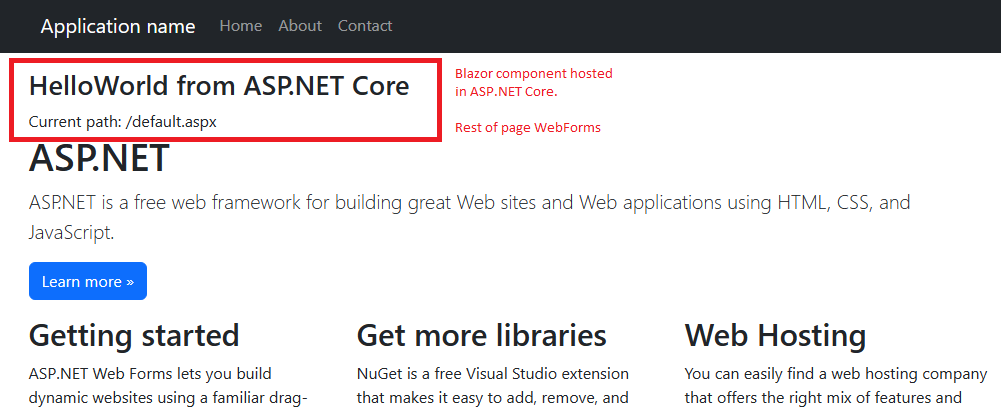 Application name Home About Contact
HelloWorld from ASP.NET Core
Current path: /default.aspx
Blazor component hosted
in ASP.NET Core.
Rest of page WebForms
ASP.NET
ASP.NET is a free web framework for building great Web sites and Web applications using HTML, CSS, and
JavaScript.
Learn more »
Getting started
ASP.NET Web Forms lets you build
dynamic websites using a familiar drag-
Get more libraries
NuGet is a free Visual Studio extension
that makes it easy to add, remove, and
Web Hosting
You can easily find a web hosting company
that offers the right mix of features and